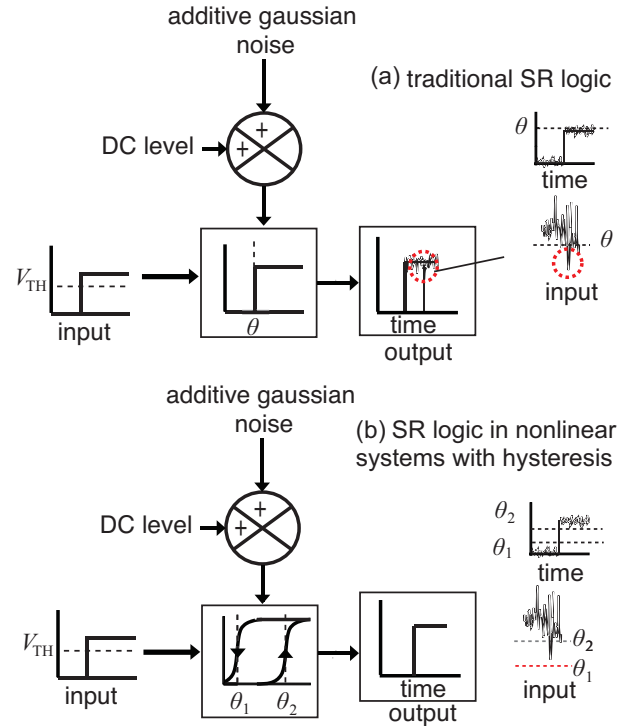 additive gaussian
noise
(a) traditional SR logic
+
+
DC level
θ
time
V_TH
input
θ
time
output
θ
input
additive gaussian
noise
(b) SR logic in nonlinear
systems with hysteresis
+
+
DC level
θ₂
θ₁
time
V_TH
input
θ₁
θ₂
time
output
θ₂
θ₁
input